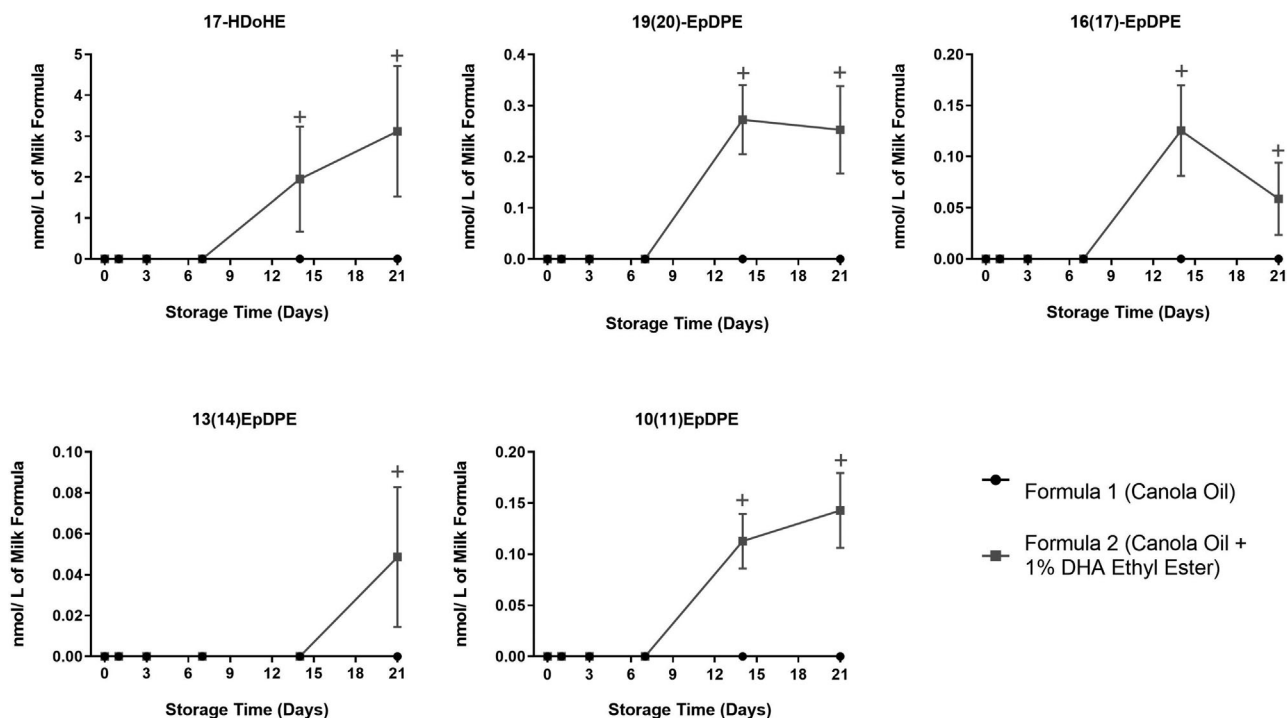 17-HDoHE
nmol/ L of Milk Formula
5
4
3
2
1
0
+
+
0 3 6 9 12 15 18 21
Storage Time (Days)
19(20)-EpDPE
nmol/ L of Milk Formula
0.4
0.3
0.2
0.1
0.0
+
+
0 3 6 9 12 15 18 21
Storage Time (Days)
16(17)-EpDPE
nmol/ L of Milk Formula
0.20
0.15
0.10
0.05
0.00
+
+
0 3 6 9 12 15 18 21
Storage Time (Days)
13(14)EpDPE
nmol/ L of Milk Formula
0.10
0.08
0.06
0.04
0.02
0.00
+
0 3 6 9 12 15 18 21
Storage Time (Days)
10(11)EpDPE
nmol/ L of Milk Formula
0.20
0.15
0.10
0.05
0.00
+
+
0 3 6 9 12 15 18 21
Storage Time (Days)
Formula 1 (Canola Oil)
Formula 2 (Canola Oil +
1% DHA Ethyl Ester)